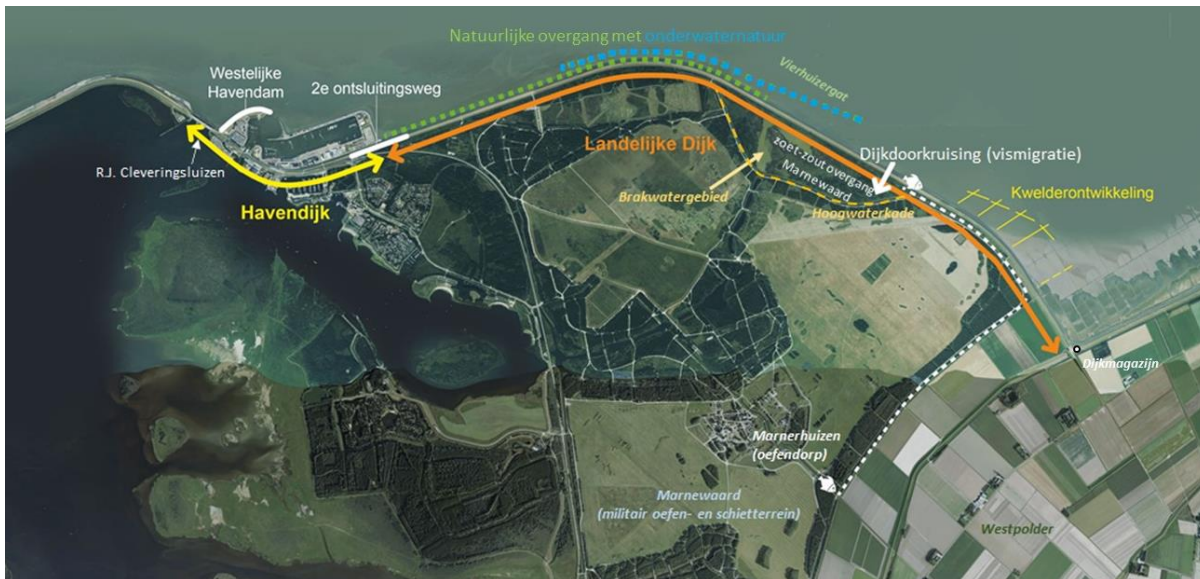 Natuurlijke overgang met onderwaternatuur
Vierhuizergat
Westelijke
Havendam
2e ontsluitingsweg
R.J. Cleveringsluizen
Havendijk
Landelijke Dijk
zoet-zout overgang
Marnewaard
Dijkdoorkruising (vismigratie)
Brakwatergebied
Hoogwaterkade
Kwelderontwikkeling
Dijkmagazijn
Marnerhuizen
(oefendorp)
Marnewaard
(militair oefen- en schietterrein)
Westpolder